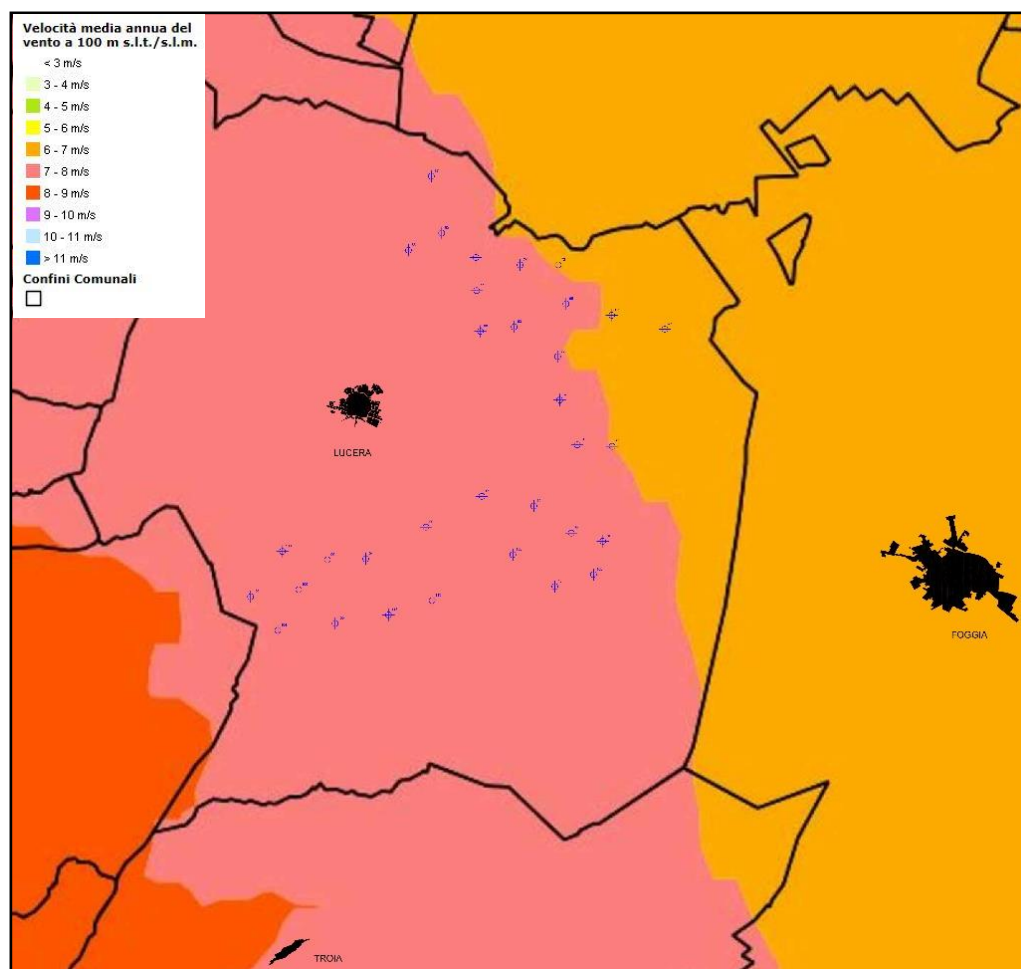 Velocità media annua del
vento a 100 m s.l.t./s.l.m.
< 3 m/s
3 - 4 m/s
4 - 5 m/s
5 - 6 m/s
6 - 7 m/s
7 - 8 m/s
8 - 9 m/s
9 - 10 m/s
10 - 11 m/s
> 11 m/s
Confini Comunali
LUCERA
FOGGIA
TROIA